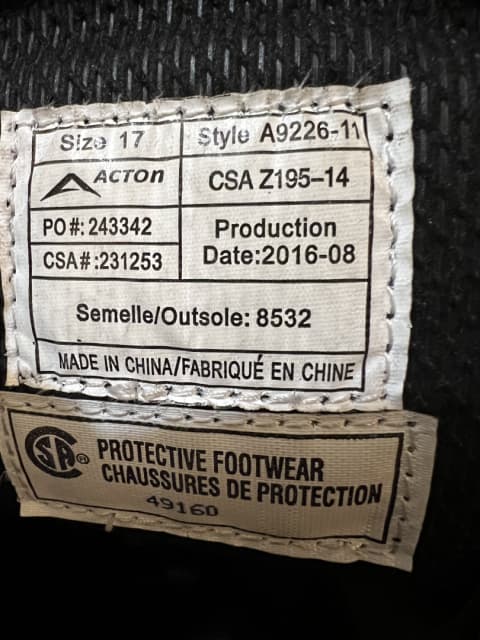 Size 17
Style A9226-11
ACTON
CSA Z195-14
PO#: 243342
CSA#:231253
Production
Date:2016-08
Semelle/Outsole: 8532
MADE IN CHINA/FABRIQUÉ EN CHINE
CSA® PROTECTIVE FOOTWEAR
CHAUSSURES DE PROTECTION
49160